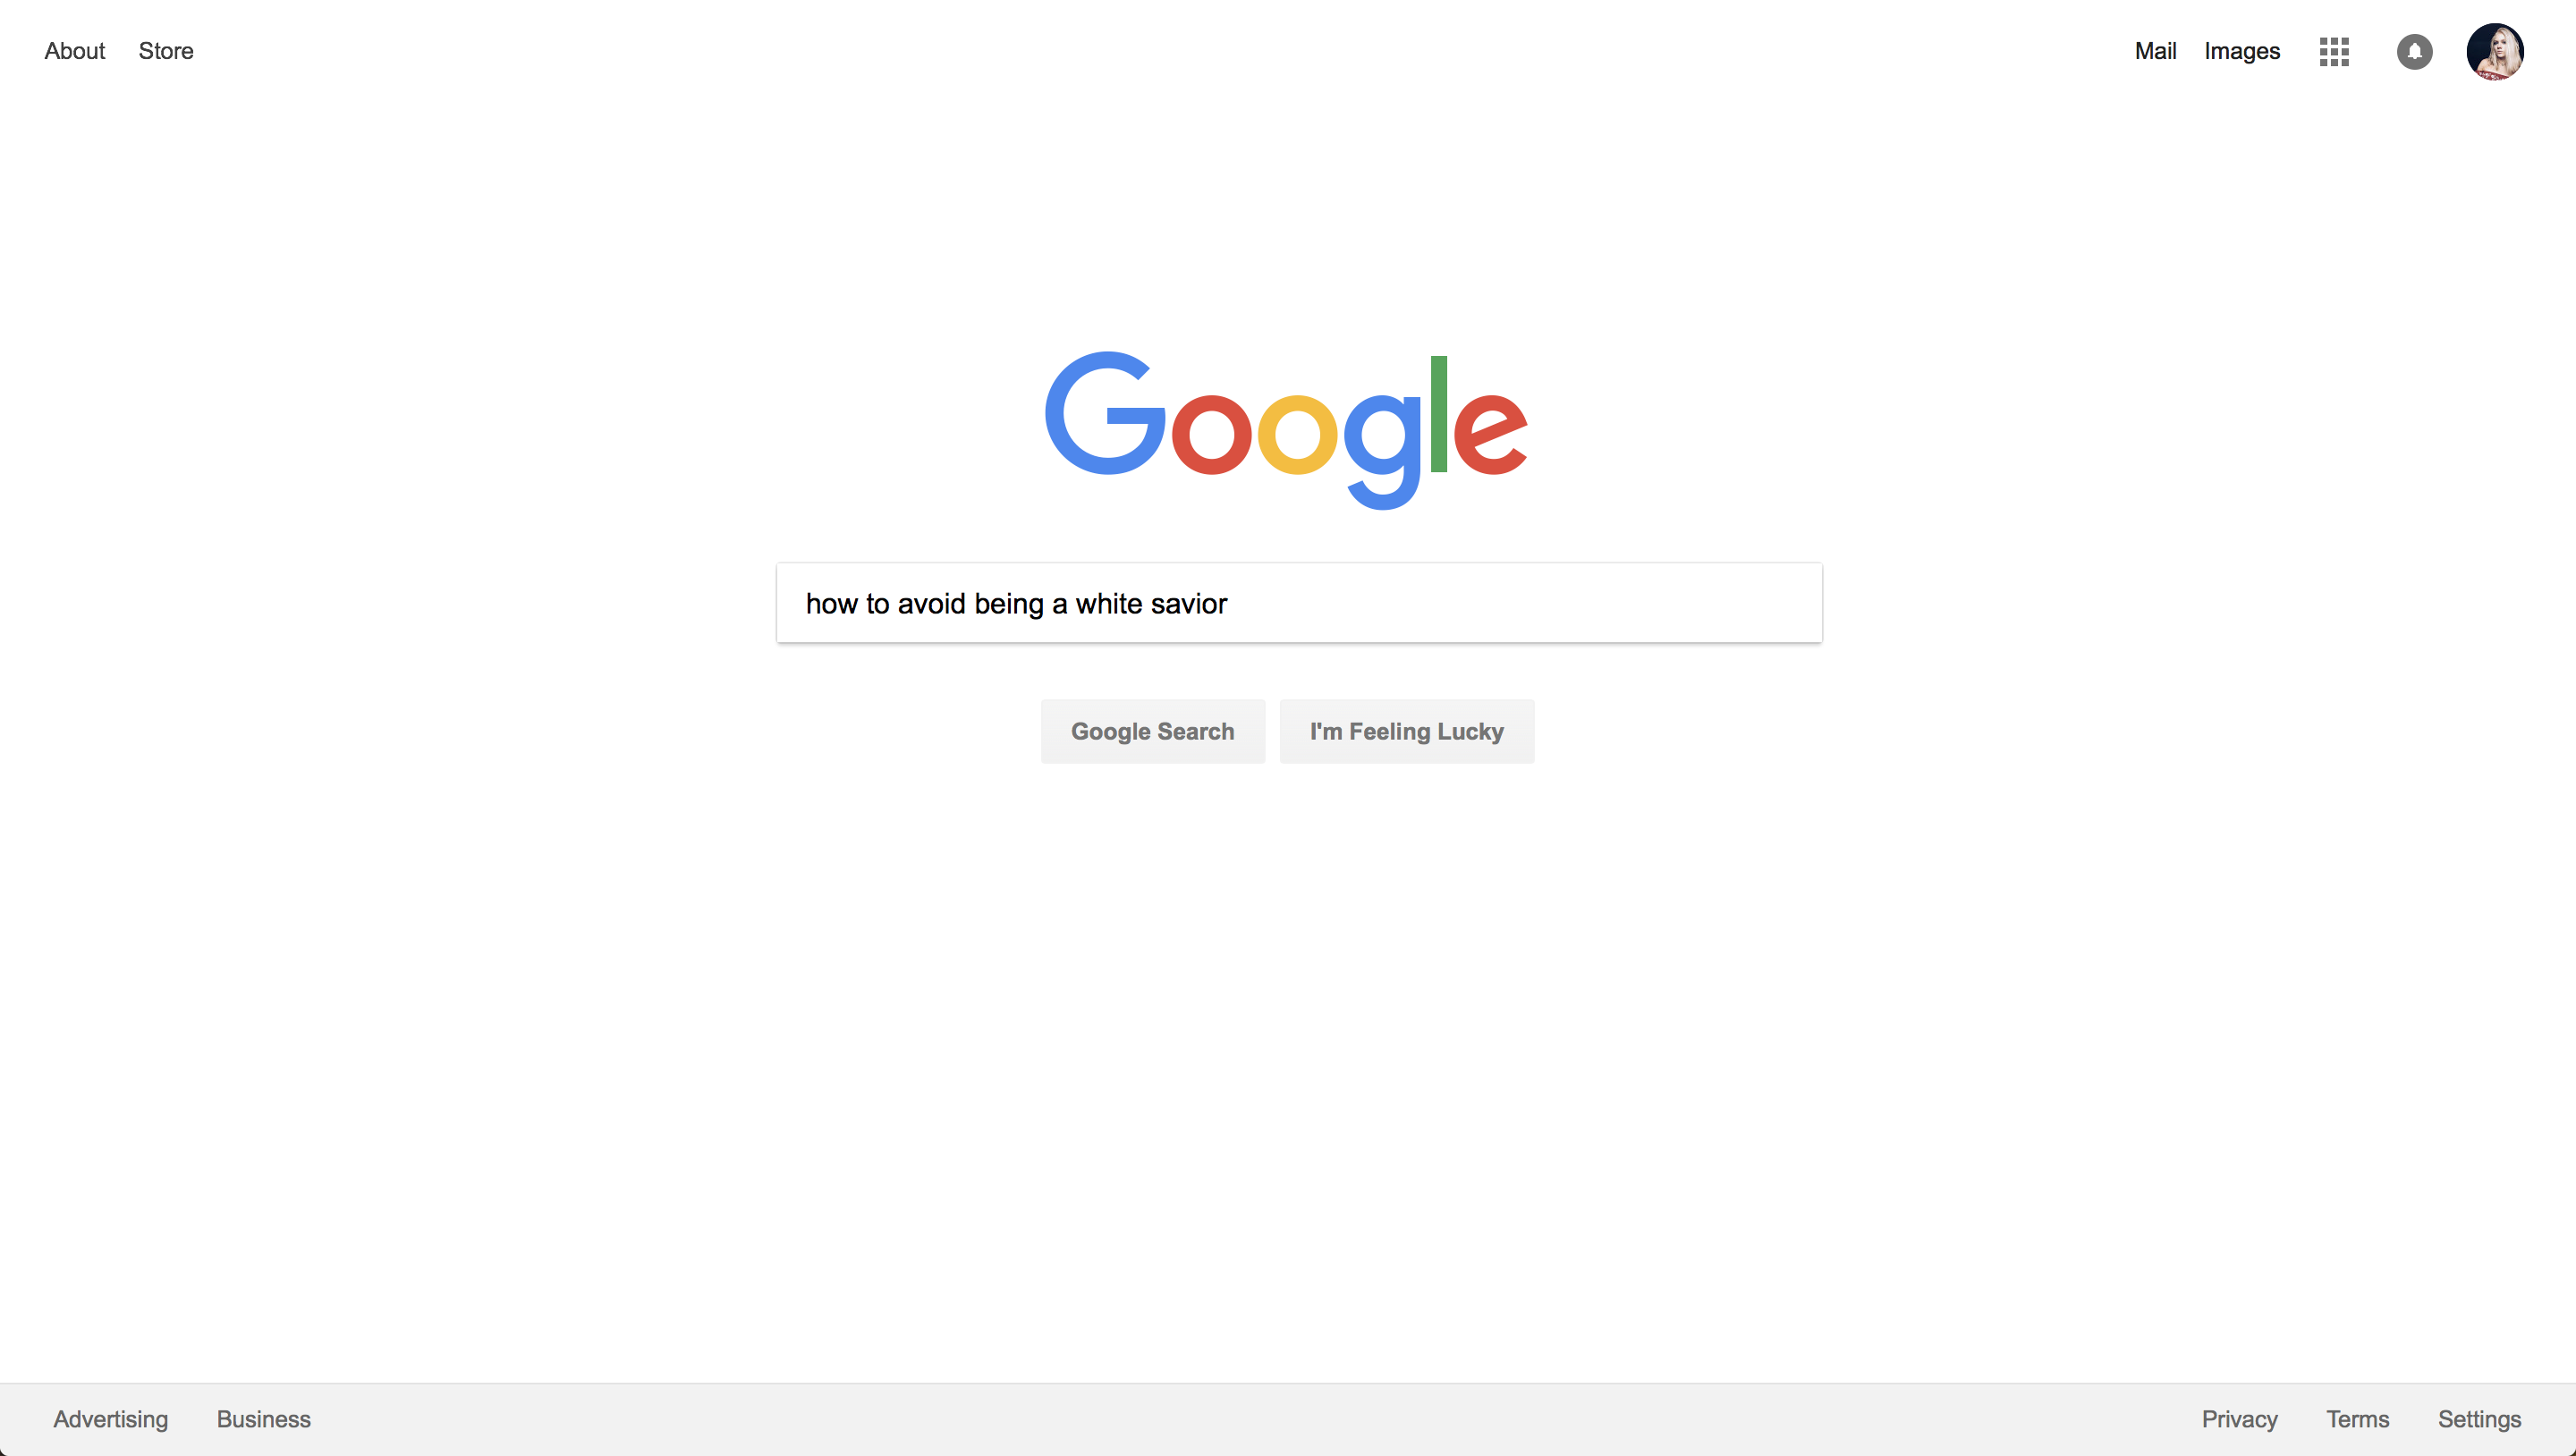 About Store Mail Images
Google
how to avoid being a white savior
Google Search I'm Feeling Lucky
Advertising Business Privacy Terms Settings